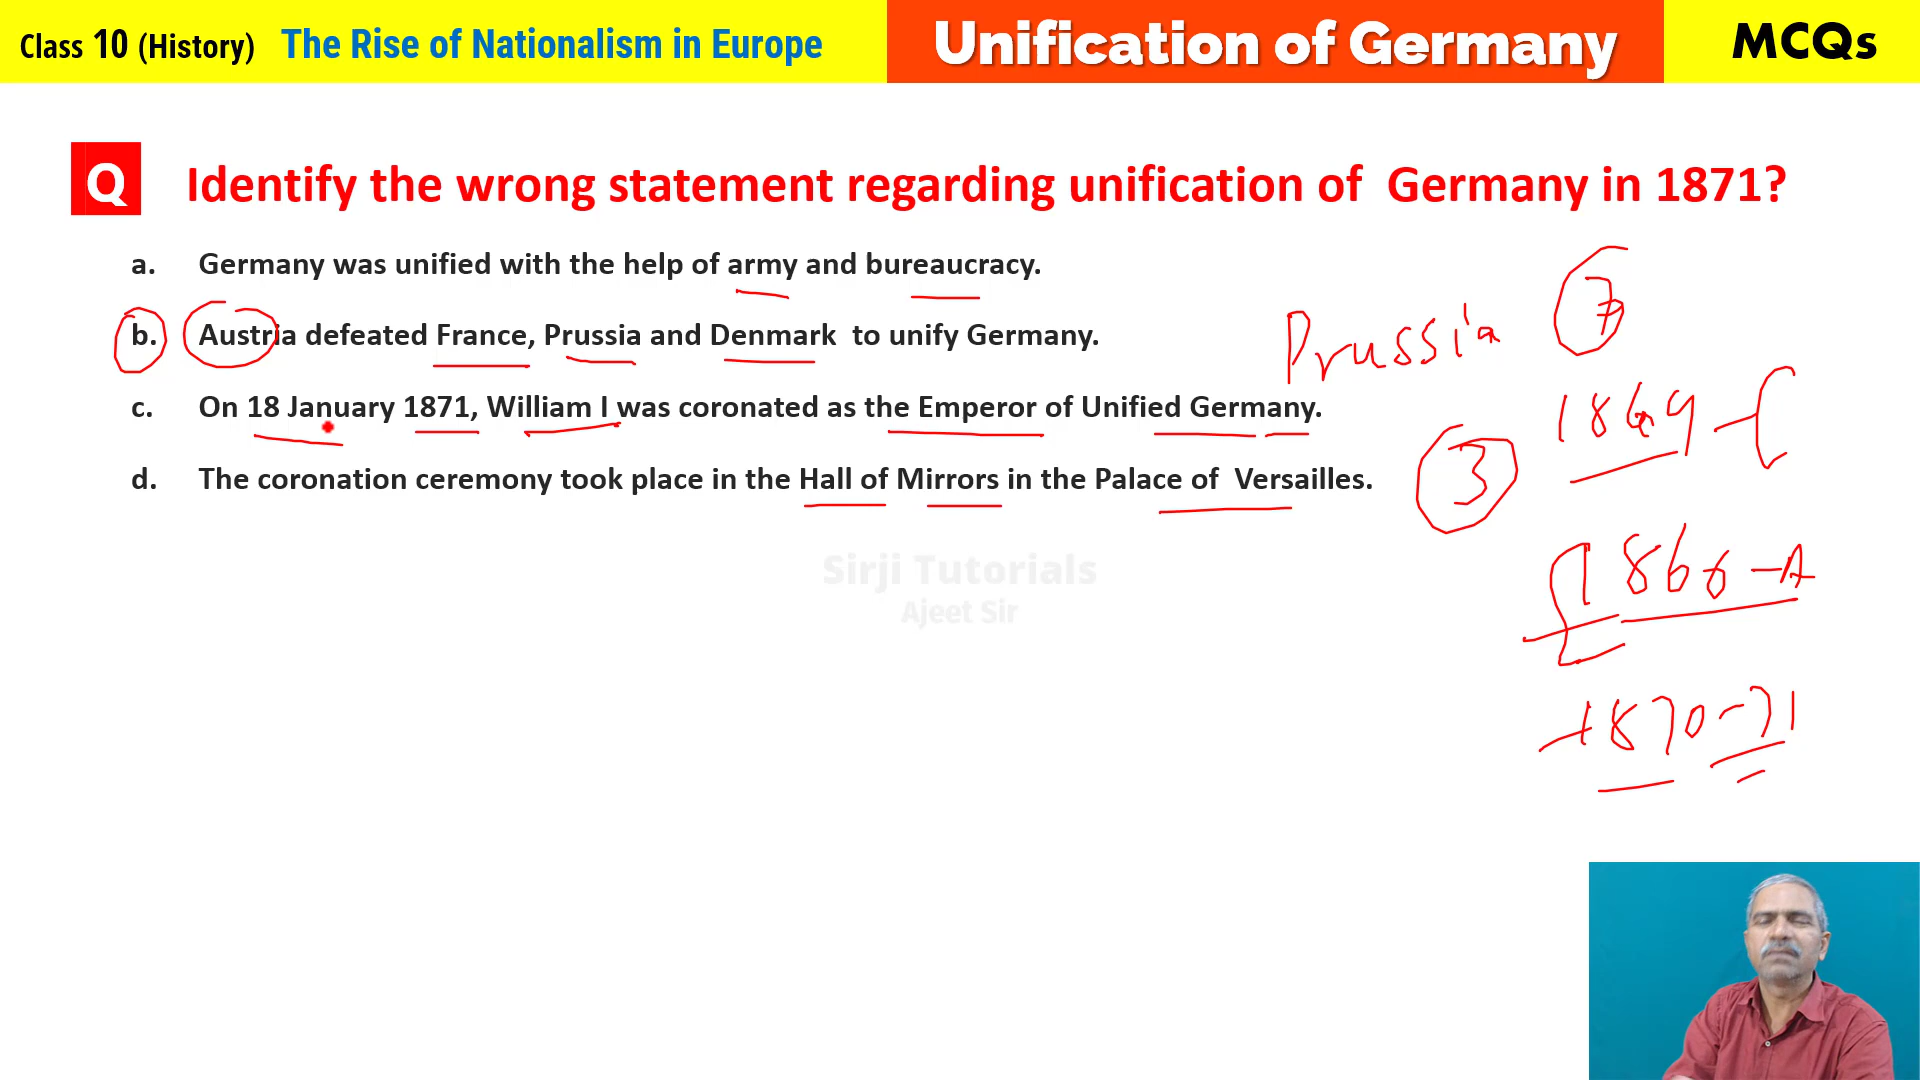 Class 10 (History) The Rise of Nationalism in Europe Unification of Germany MCQs
Q Identify the wrong statement regarding unification of Germany in 1871?
a. Germany was unified with the help of army and bureaucracy.
b. Austria defeated France, Prussia and Denmark to unify Germany.
c. On 18 January 1871, William I was coronated as the Emperor of Unified Germany.
d. The coronation ceremony took place in the Hall of Mirrors in the Palace of Versailles.
Prussia 7
3
1866 - A
1870-71
Sirji Tutorials
Ajeet Sir